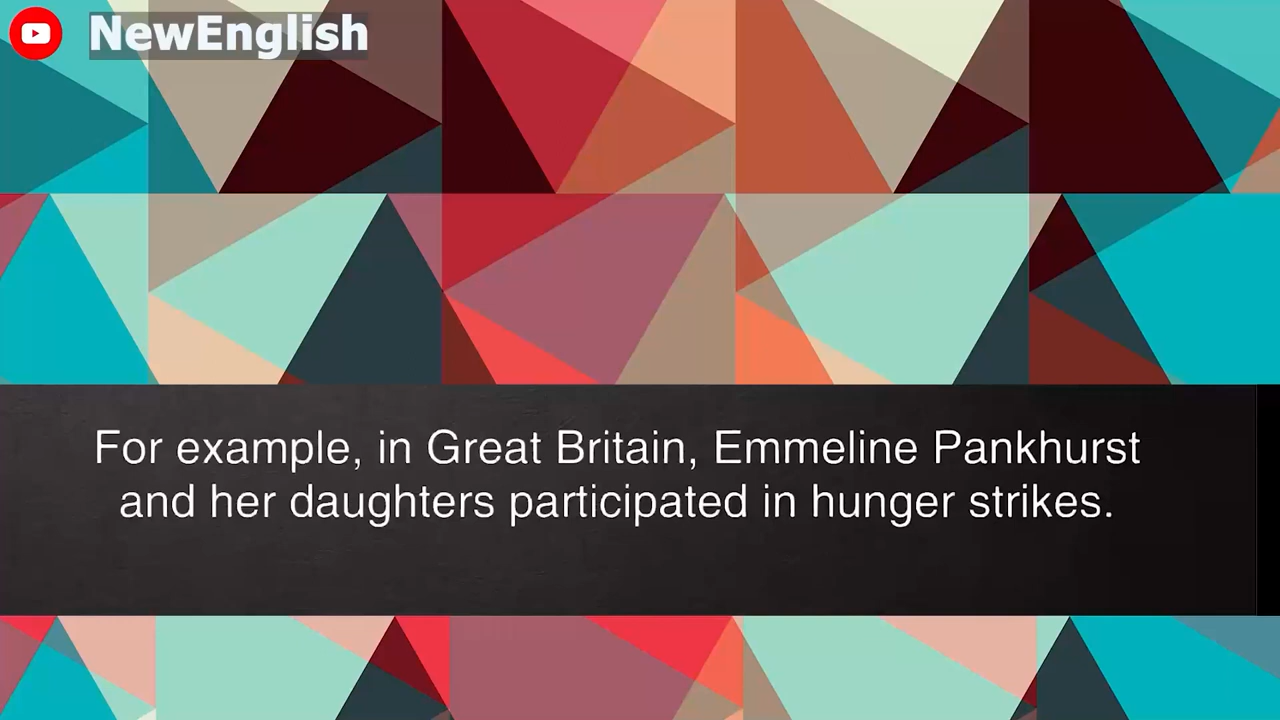 NewEnglish
For example, in Great Britain, Emmeline Pankhurst
and her daughters participated in hunger strikes.